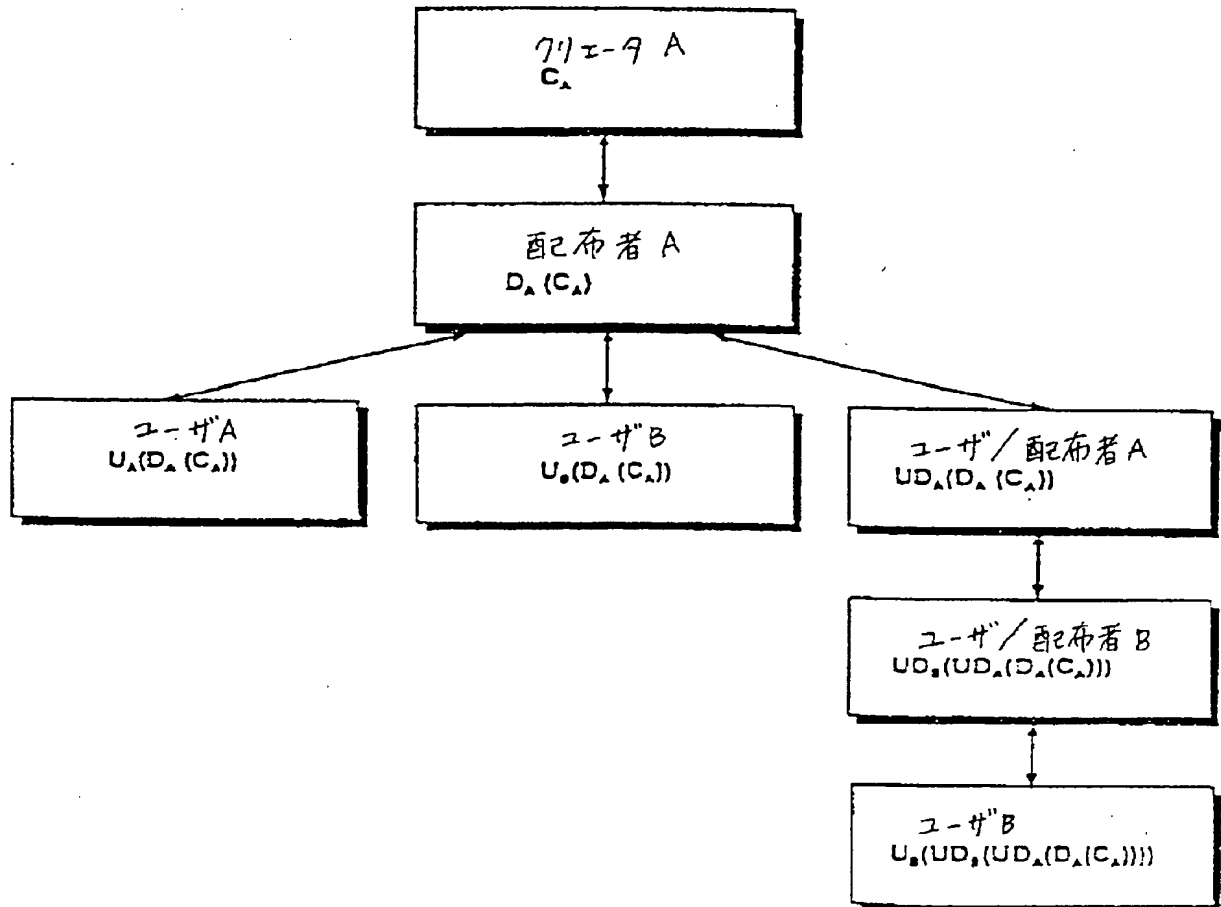 クリエータ A
C_A
配布者 A
D_A (C_A)
ユーザA
U_A(D_A (C_A))
ユーザB
U_B(D_A (C_A))
ユーザ/配布者A
UD_A(D_A (C_A))
ユーザ/配布者B
UD_B(UD_A(D_A(C_A)))
ユーザB
U_B(UD_B(UD_A(D_A(C_A))))